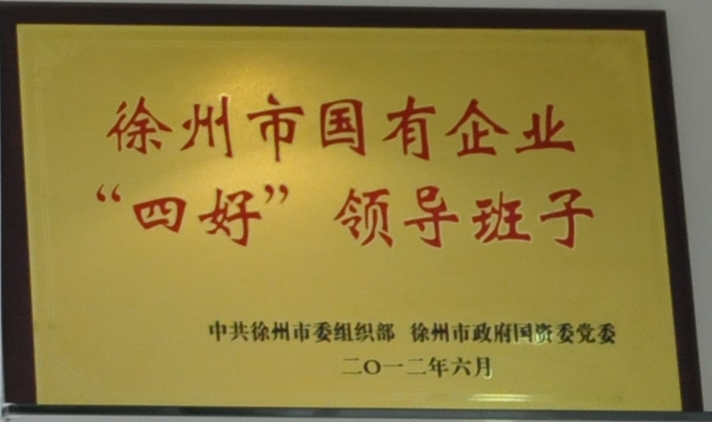 徐州市国有企业
“四好”领导班子
中共徐州市委组织部 徐州市政府国资委党委
二〇一二年六月